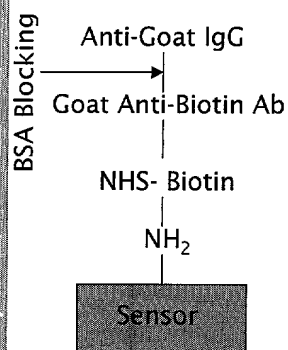 Anti-Goat IgG
BSA Blocking
Goat Anti-Biotin Ab
NHS- Biotin
NH₂
Sensor